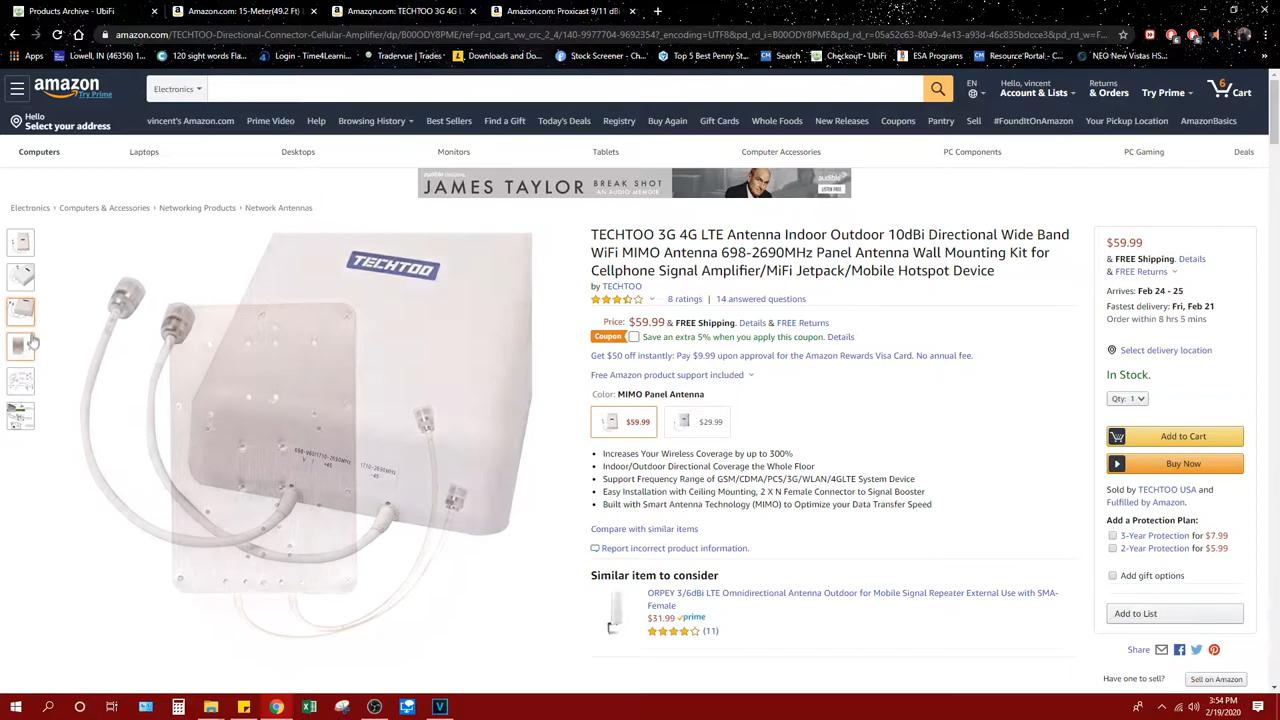 Products Archive - UbiFi
Amazon.com: 15-Meter(49.2 Ft) L
Amazon.com: TECHTOO 3G 4G LT
Amazon.com: Proxicast 9/11 dBi
amazon.com/TECHTOO-Directional-Connector-Cellular-Amplifier/dp/B00ODY8PME/ref=pd_cart_vw_crc_2_4/140-9977704-9692354?_encoding=UTF8&pd_rd_i=B00ODY8PME&pd_rd_r=05a52c63-80a9-4e13-a93d-46c835bdcce3&pd_rd_w=F...
Apps
Lowell, IN (46356) 1
120 sight words Fla
Login - Time4Learni...
Tradervue | Trades
Downloads and Do...
Stock Screener - Ch...
Top 5 Best Penny St...
Search
Checkout - UbiFi
ESA Programs
Resource Portal - C...
NEO New Vistas HS...
amazon
Try Prime
Electronics
EN
Hello, vincent
Account & Lists
Returns
& Orders
Try Prime
6
Cart
Hello
Select your address
vincent's Amazon.com
Prime Video
Help
Browsing History
Best Sellers
Find a Gift
Today's Deals
Registry
Buy Again
Gift Cards
Whole Foods
New Releases
Coupons
Pantry
Sell
#FoundItOnAmazon
Your Pickup Location
AmazonBasics
Computers
Laptops
Desktops
Monitors
Tablets
Computer Accessories
PC Components
PC Gaming
Deals
JAMES TAYLOR
BREAK SHOT
AN AUDIO MEMOIR
audible
LISTEN FREE
Electronics › Computers & Accessories › Networking Products › Network Antennas
TECHTOO
TECHTOO 3G 4G LTE Antenna Indoor Outdoor 10dBi Directional Wide Band
WiFi MIMO Antenna 698-2690MHz Panel Antenna Wall Mounting Kit for
Cellphone Signal Amplifier/MiFi Jetpack/Mobile Hotspot Device
by TECHTOO
8 ratings | 14 answered questions
Price: $59.99 & FREE Shipping. Details & FREE Returns
Coupon Save an extra 5% when you apply this coupon. Details
Get $50 off instantly: Pay $9.99 upon approval for the Amazon Rewards Visa Card. No annual fee.
Free Amazon product support included
Color: MIMO Panel Antenna
$59.99
$29.99
• Increases Your Wireless Coverage by up to 300%
• Indoor/Outdoor Directional Coverage the Whole Floor
• Support Frequency Range of GSM/CDMA/PCS/3G/WLAN/4GLTE System Device
• Easy Installation with Ceiling Mounting, 2 X N Female Connector to Signal Booster
• Built with Smart Antenna Technology (MIMO) to Optimize your Data Transfer Speed
Compare with similar items
Report incorrect product information.
Similar item to consider
ORPEY 3/6dBi LTE Omnidirectional Antenna Outdoor for Mobile Signal Repeater External Use with SMA-
Female
$31.99 prime
(11)
$59.99
& FREE Shipping. Details
& FREE Returns
Arrives: Feb 24 - 25
Fastest delivery: Fri, Feb 21
Order within 8 hrs 5 mins
Select delivery location
In Stock.
Qty: 1
Add to Cart
Buy Now
Sold by TECHTOO USA and
Fulfilled by Amazon.
Add a Protection Plan:
3-Year Protection for $7.99
2-Year Protection for $5.99
Add gift options
Add to List
Share
Have one to sell?
Sell on Amazon
3:54 PM
2/19/2020